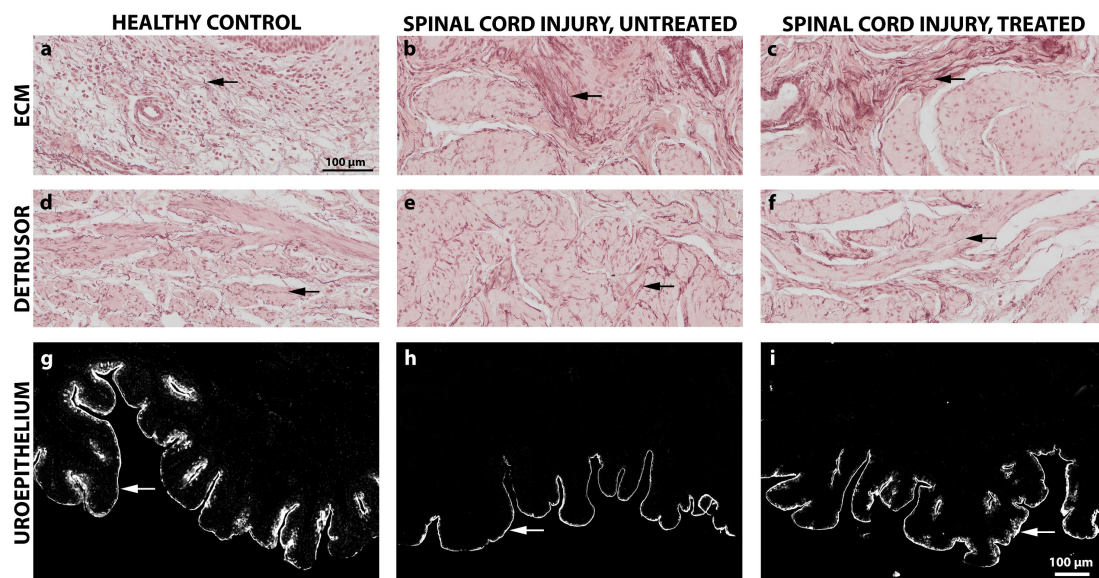 HEALTHY CONTROL
SPINAL CORD INJURY, UNTREATED
SPINAL CORD INJURY, TREATED
ECM
a
b
c
100 µm
DETRUSOR
d
e
f
UROEPITHELIUM
g
h
i
100 µm